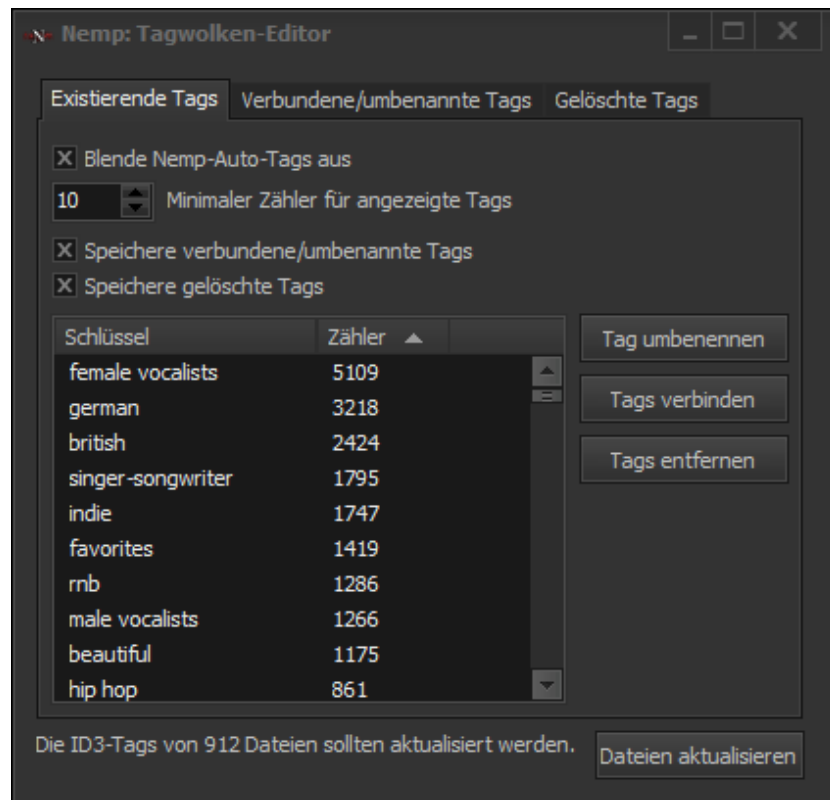 Nemp: Tagwolken-Editor
Existierende Tags Verbundene/umbenannte Tags Gelöschte Tags
Blende Nemp-Auto-Tags aus
10 Minimaler Zähler für angezeigte Tags
Speichere verbundene/umbenannte Tags
Speichere gelöschte Tags
Schlüssel Zähler
female vocalists 5109
german 3218
british 2424
singer-songwriter 1795
indie 1747
favorites 1419
rnb 1286
male vocalists 1266
beautiful 1175
hip hop 861
Tag umbenennen
Tags verbinden
Tags entfernen
Die ID3-Tags von 912 Dateien sollten aktualisiert werden. Dateien aktualisieren